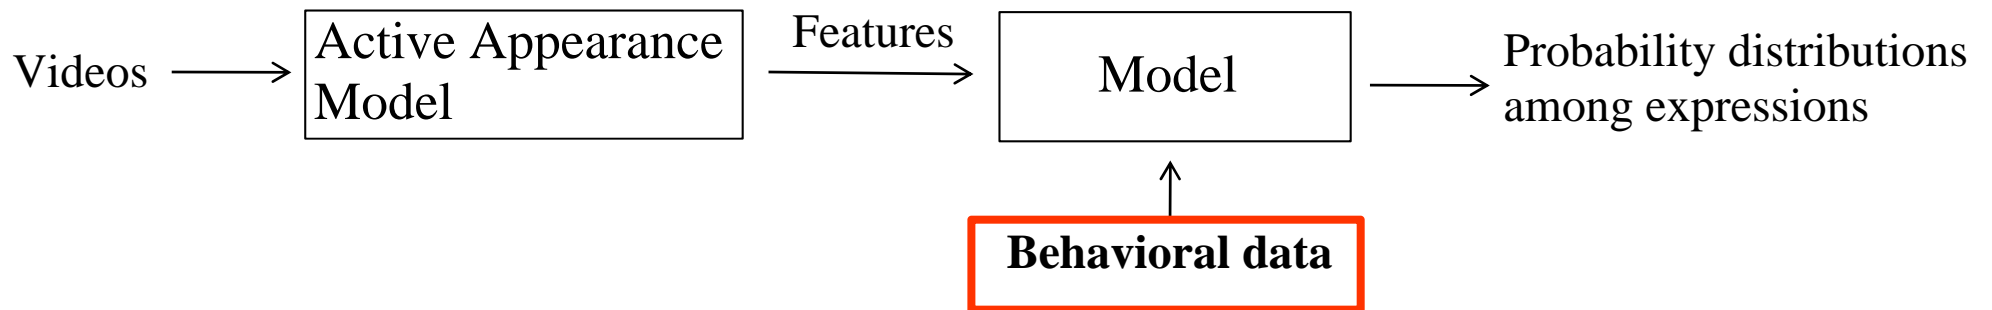 Videos
Active Appearance
Model
Features
Model
Probability distributions
among expressions
Behavioral data